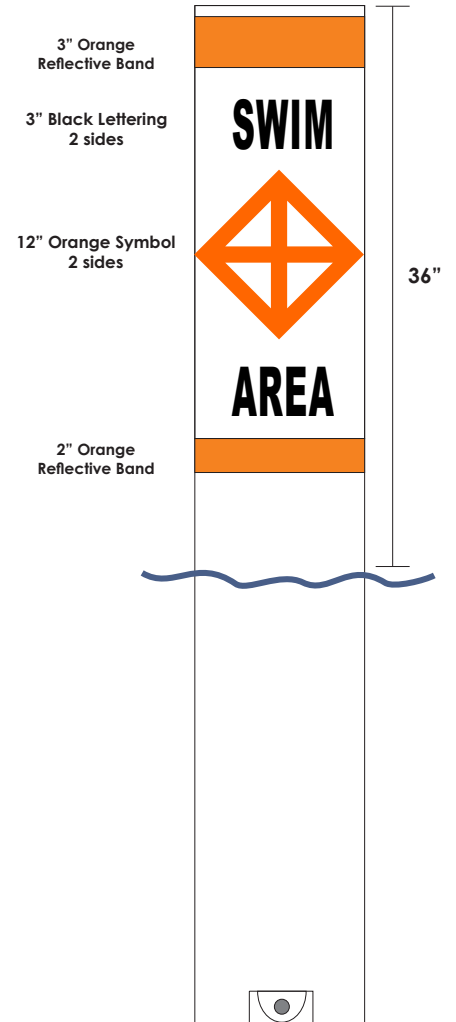 3” Orange
Reflective Band
3” Black Lettering
2 sides
SWIM
12” Orange Symbol
2 sides
36”
AREA
2” Orange
Reflective Band